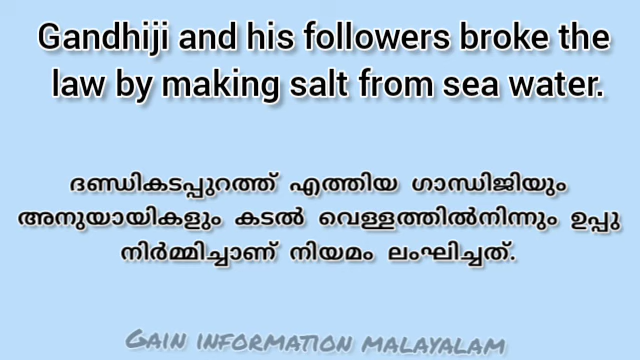 Gandhiji and his followers broke the
law by making salt from sea water.
ദണ്ഡികടപ്പുറത്ത് എത്തിയ ഗാന്ധിജിയും
അനുയായികളും കടൽ വെള്ളത്തിൽനിന്നും ഉപ്പു
നിർമ്മിച്ചാണ് നിയമം ലംഘിച്ചത്.
GAIN INFORMATION MALAYALAM